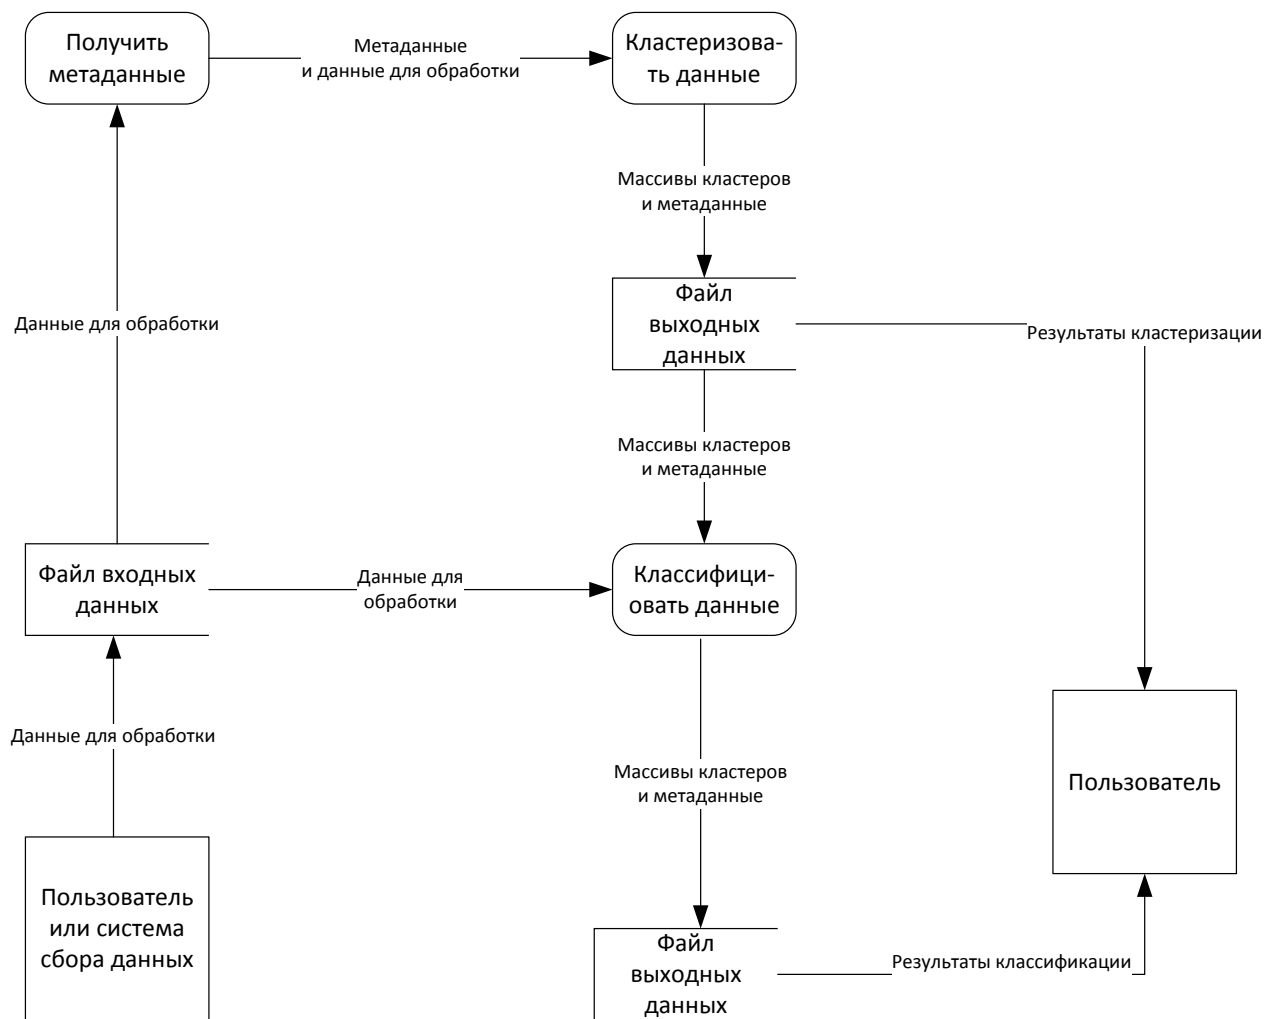 Получить
метаданные
Метаданные
и данные для обработки
Кластеризова-
ть данные
Массивы кластеров
и метаданные
Файл
выходных
данных
Данные для обработки
Результаты кластеризации
Массивы кластеров
и метаданные
Файл входных
данных
Данные для
обработки
Классифици-
овать данные
Данные для обработки
Массивы кластеров
и метаданные
Пользователь
Пользователь
или система
сбора данных
Файл
выходных
данных
Результаты классификации